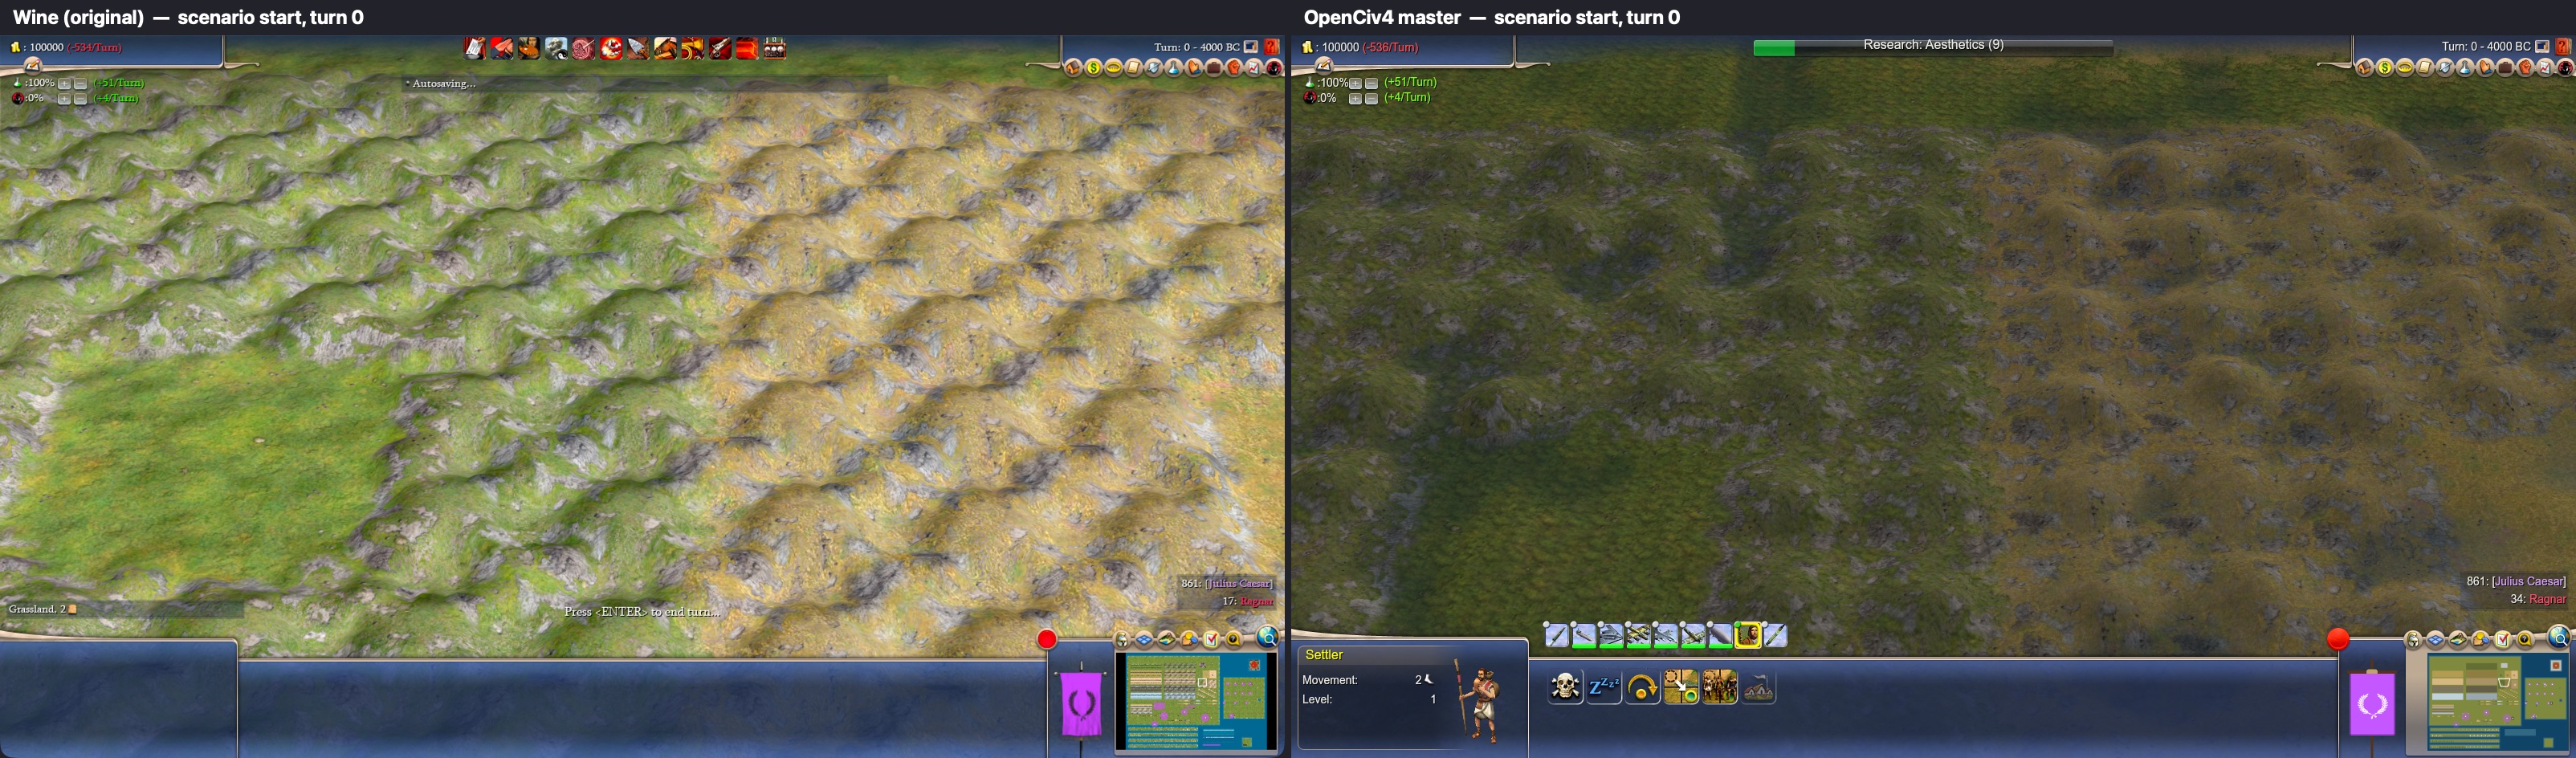 Wine (original) — scenario start, turn 0
: 100000 (-534/Turn)
Turn: 0 - 4000 BC
:100% (+51/Turn)
:0% (+4/Turn)
* Autosaving...
861: [Julius Caesar]
17: Ragnar
Grassland, 2
Press <ENTER> to end turn...
OpenCiv4 master — scenario start, turn 0
: 100000 (-536/Turn)
Research: Aesthetics (9)
Turn: 0 - 4000 BC
:100% (+51/Turn)
:0% (+4/Turn)
861: [Julius Caesar]
34: Ragnar
Settler
Movement: 2
Level: 1
ZZZZ